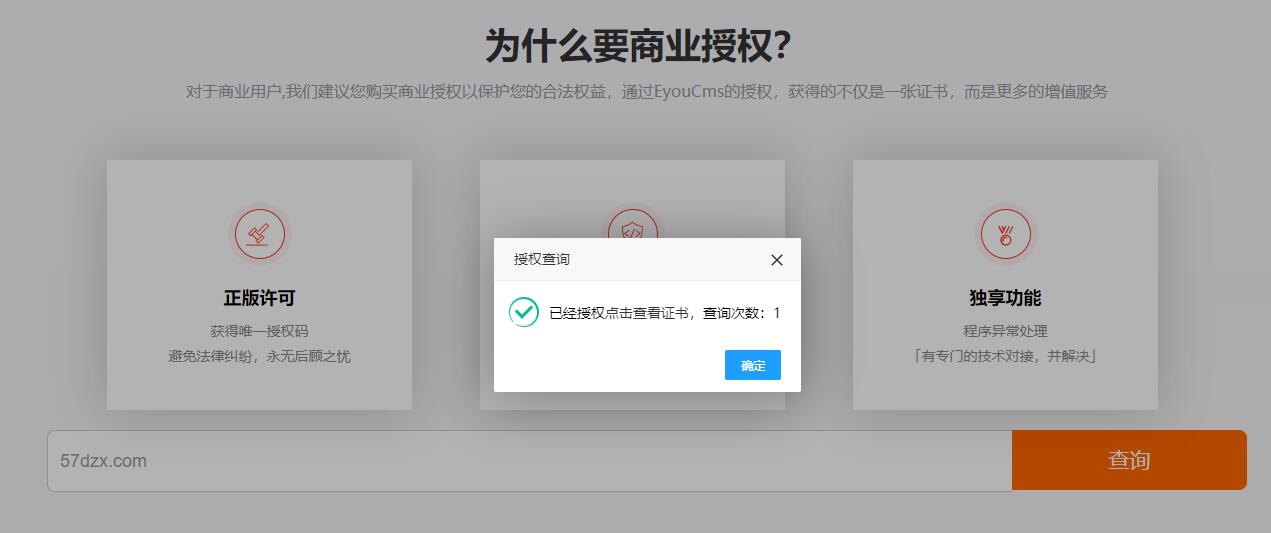 为什么要商业授权？
对于商业用户,我们建议您购买商业授权以保护您的合法权益，通过EyouCms的授权，获得的不仅是一张证书，而是更多的增值服务
正版许可
获得唯一授权码
避免法律纠纷，永无后顾之忧
授权查询
已经授权点击查看证书，查询次数：1
确定
独享功能
程序异常处理
「有专门的技术对接，并解决」
57dzx.com
查询